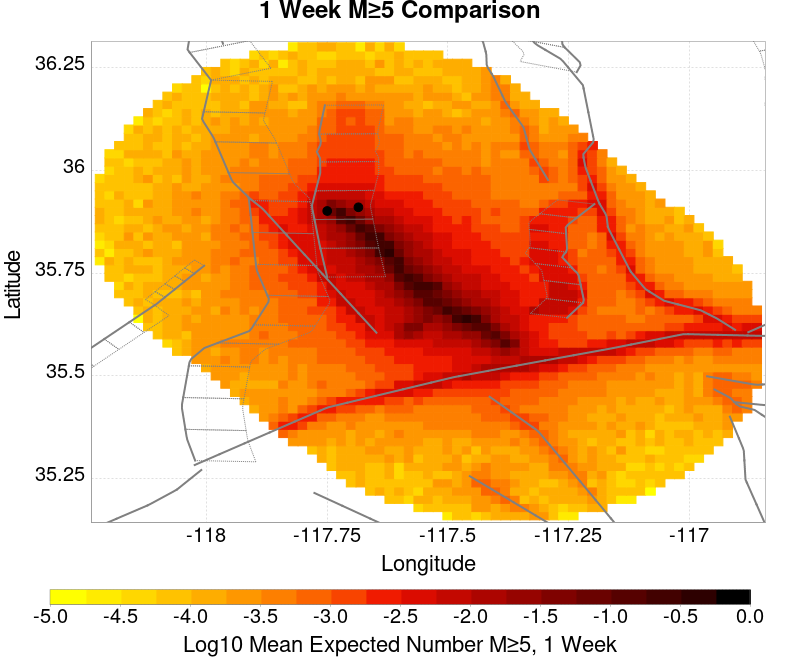 1 Week M≥5 Comparison
36.25
36
35.75
35.5
35.25
Latitude
-118 -117.75 -117.5 -117.25 -117
Longitude
-5.0 -4.5 -4.0 -3.5 -3.0 -2.5 -2.0 -1.5 -1.0 -0.5 0.0
Log10 Mean Expected Number M≥5, 1 Week